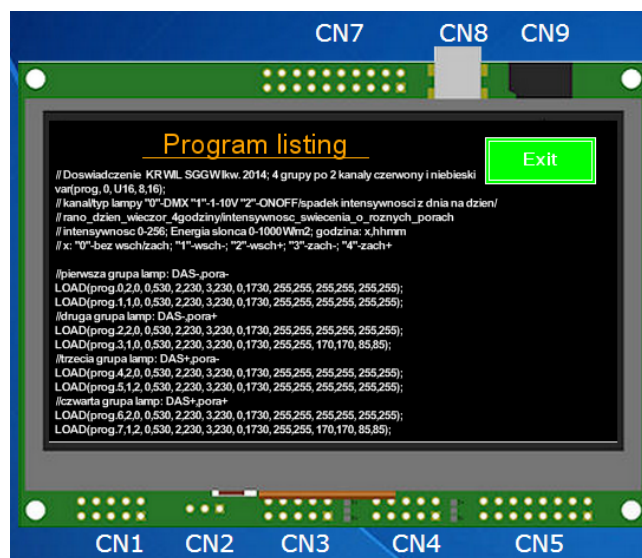 CN7 CN8 CN9
Program listing
Exit
// Doswiadczenie KRWIL SGGW lkw. 2014; 4 grupy po 2 kanaly czerwony i niebieski
var(prog, 0, U16, 8,16);
// kanal/typ lampy "0"-DMX "1"-1-10V "2"-ONOFF/spadek intensywnosci z dnia na dzien/
// rano_dzien_wieczor_4godziny/intensywnosc_swiecenia_o_roznych_porach
// intensywnosc 0-256; Energia slonca 0-1000W/m2; godzina: x,hhmm
// x: "0"-bez wsch/zach; "1"-wsch-; "2"-wsch+; "3"-zach-; "4"-zach+
//pierwsza grupa lamp: DAS-,pora-
LOAD(prog.0,2,0, 0,530, 2,230, 3,230, 0,1730, 255,255, 255,255, 255,255);
LOAD(prog.1,1,0, 0,530, 2,230, 3,230, 0,1730, 255,255, 255,255, 255,255);
//druga grupa lamp: DAS-,pora+
LOAD(prog.2,2,0, 0,530, 2,230, 3,230, 0,1730, 255,255, 255,255, 255,255);
LOAD(prog.3,1,0, 0,530, 2,230, 3,230, 0,1730, 255,255, 170,170, 85,85);
//trzecia grupa lamp: DAS+,pora-
LOAD(prog.4,2,0, 0,530, 2,230, 3,230, 0,1730, 255,255, 255,255, 255,255);
LOAD(prog.5,1,2, 0,530, 2,230, 3,230, 0,1730, 255,255, 255,255, 255,255);
//czwarta grupa lamp: DAS+,pora+
LOAD(prog.6,2,0, 0,530, 2,230, 3,230, 0,1730, 255,255, 255,255, 255,255);
LOAD(prog.7,1,2, 0,530, 2,230, 3,230, 0,1730, 255,255, 170,170, 85,85);
CN1 CN2 CN3 CN4 CN5